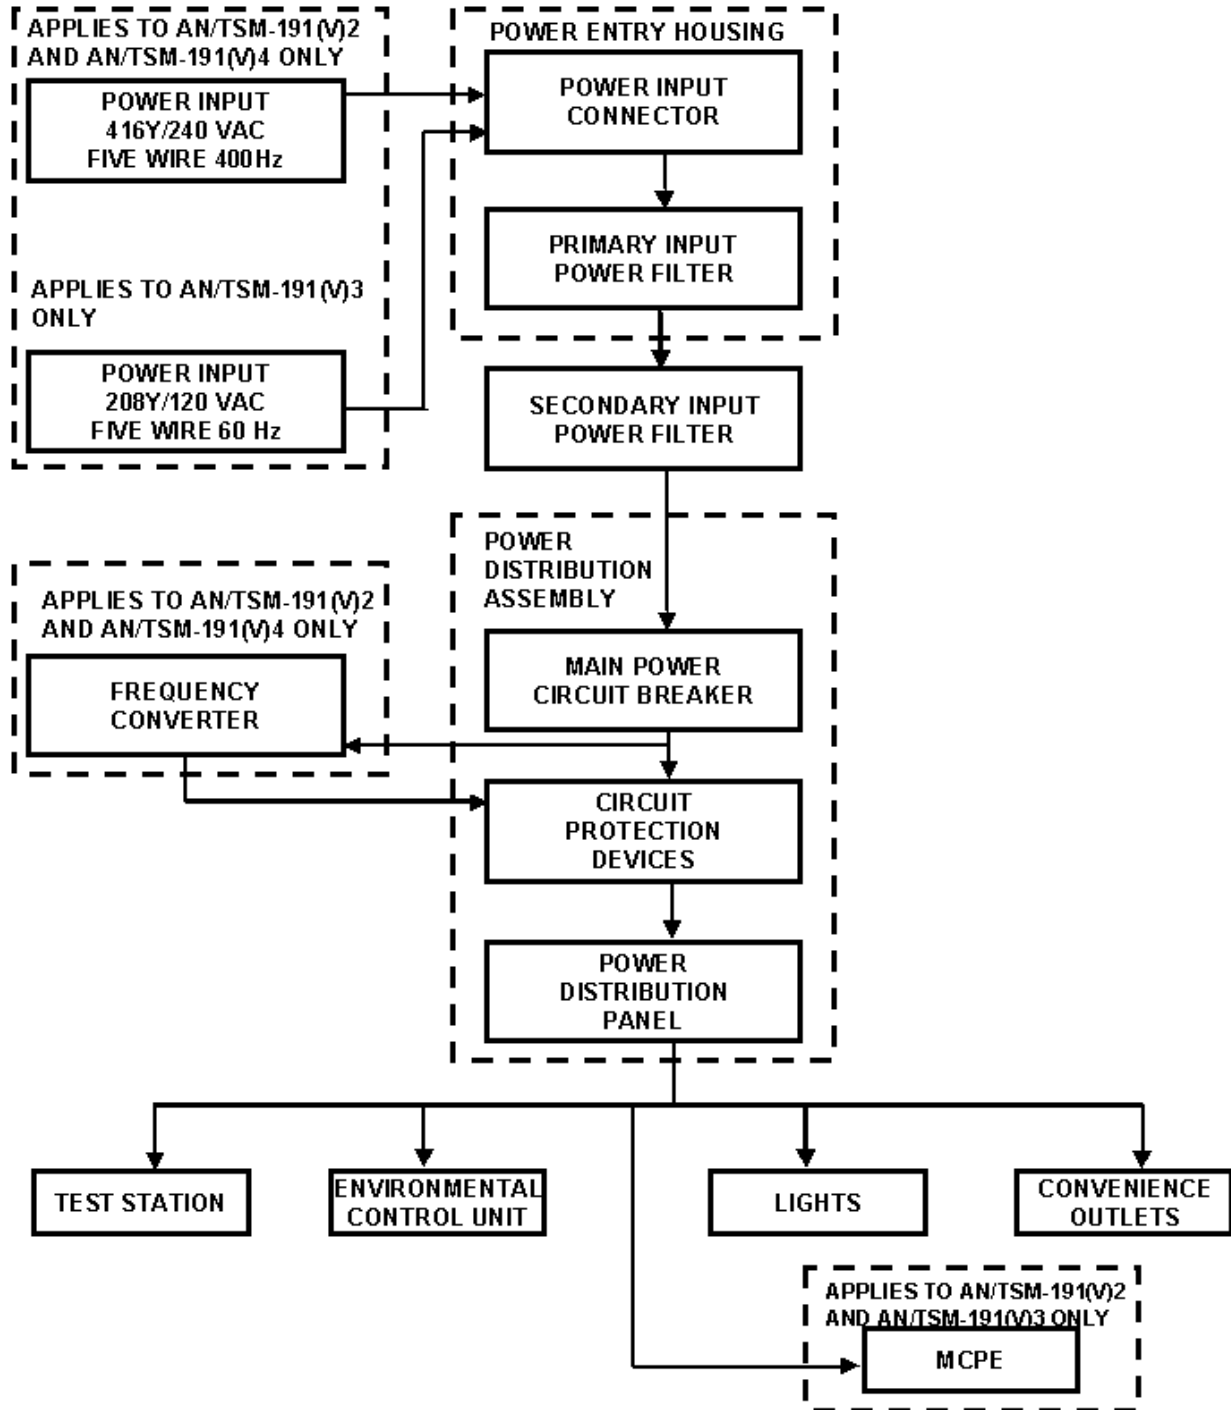 APPLIES TO AN/TSM-191(V)2
AND AN/TSM-191(V)4 ONLY
POWER INPUT
416Y/240 VAC
FIVE WIRE 400Hz
APPLIES TO AN/TSM-191(V)3
ONLY
POWER INPUT
208Y/120 VAC
FIVE WIRE 60 Hz
POWER ENTRY HOUSING
POWER INPUT
CONNECTOR
PRIMARY INPUT
POWER FILTER
SECONDARY INPUT
POWER FILTER
POWER
DISTRIBUTION
ASSEMBLY
MAIN POWER
CIRCUIT BREAKER
APPLIES TO AN/TSM-191(V)2
AND AN/TSM-191(V)4 ONLY
FREQUENCY
CONVERTER
CIRCUIT
PROTECTION
DEVICES
POWER
DISTRIBUTION
PANEL
TEST STATION
ENVIRONMENTAL
CONTROL UNIT
LIGHTS
CONVENIENCE
OUTLETS
APPLIES TO AN/TSM-191(V)2
AND AN/TSM-191(V)3 ONLY
MCPE